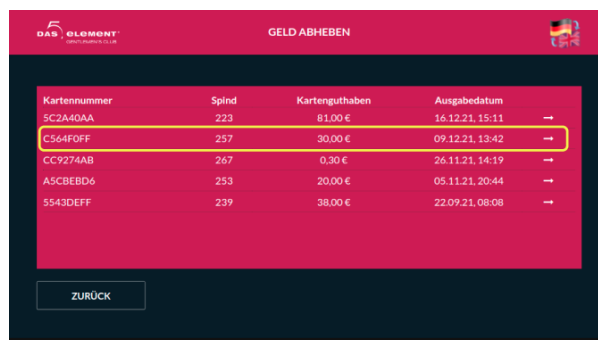 DAS 5 ELEMENT
GENTLEMEN'S CLUB
GELD ABHEBEN
Kartennummer Spind Kartenguthaben Ausgabedatum
5C2A40AA 223 81,00 € 16.12.21, 15:11 →
C564F0FF 257 30,00 € 09.12.21, 13:42 →
CC9274AB 267 0,30 € 26.11.21, 14:19 →
A5CBEBD6 253 20,00 € 05.11.21, 20:44 →
5543DEFF 239 38,00 € 22.09.21, 08:08 →
ZURÜCK